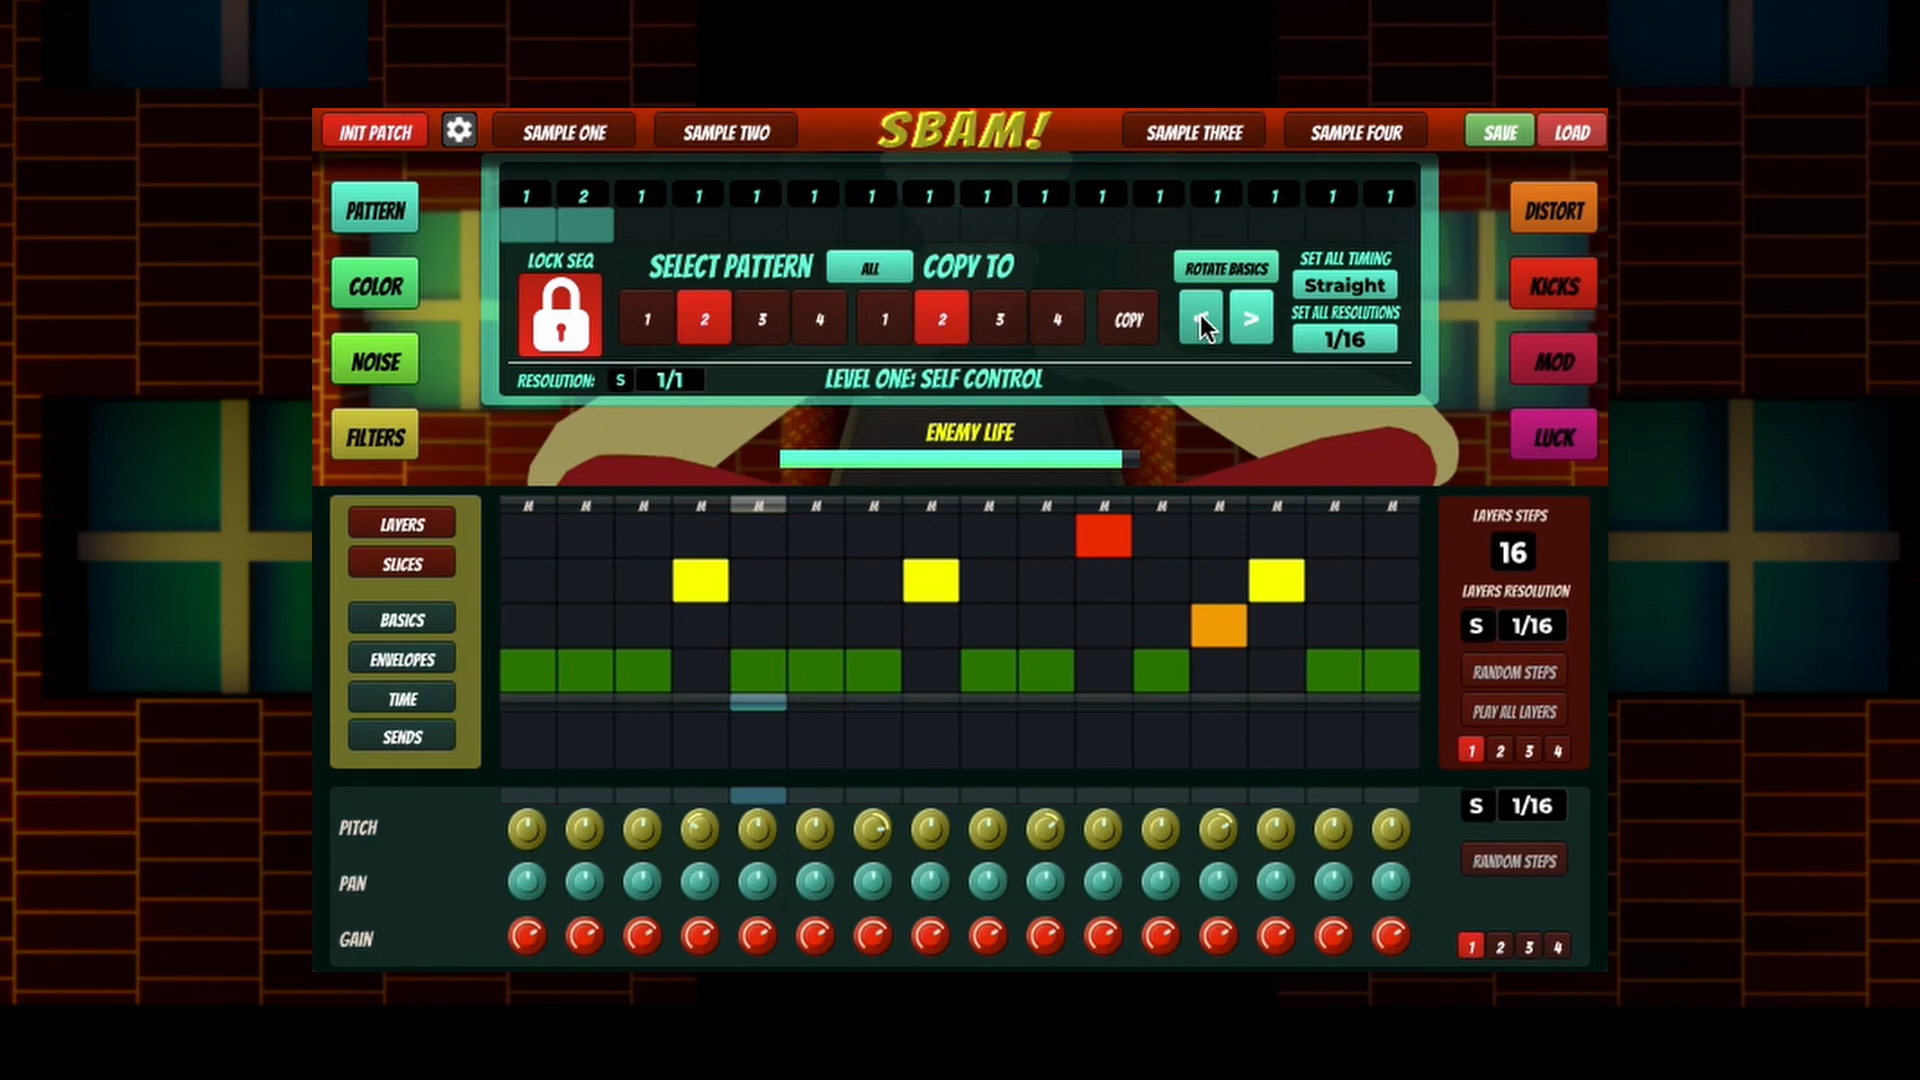 INIT PATCH SAMPLE ONE SAMPLE TWO SBAM! SAMPLE THREE SAMPLE FOUR SAVE LOAD
1 2 1 1 1 1 1 1 1 1 1 1 1 1 1 1
PATTERN
COLOR
NOISE
FILTERS
LOCK SEQ
SELECT PATTERN ALL COPY TO
1 2 3 4 1 2 3 4 COPY
ROTATE BASICS
< >
SET ALL TIMING
Straight
SET ALL RESOLUTIONS
1/16
RESOLUTION: S 1/1 LEVEL ONE: SELF CONTROL
DISTORT
KICKS
MOD
LUCK
ENEMY LIFE
M M M M M M M M M M M M M M M M
LAYERS
SLICES
BASICS
ENVELOPES
TIME
SENDS
LAYERS STEPS
16
LAYERS RESOLUTION
S 1/16
RANDOM STEPS
PLAY ALL LAYERS
1 2 3 4
PITCH
PAN
GAIN
S 1/16
RANDOM STEPS
1 2 3 4